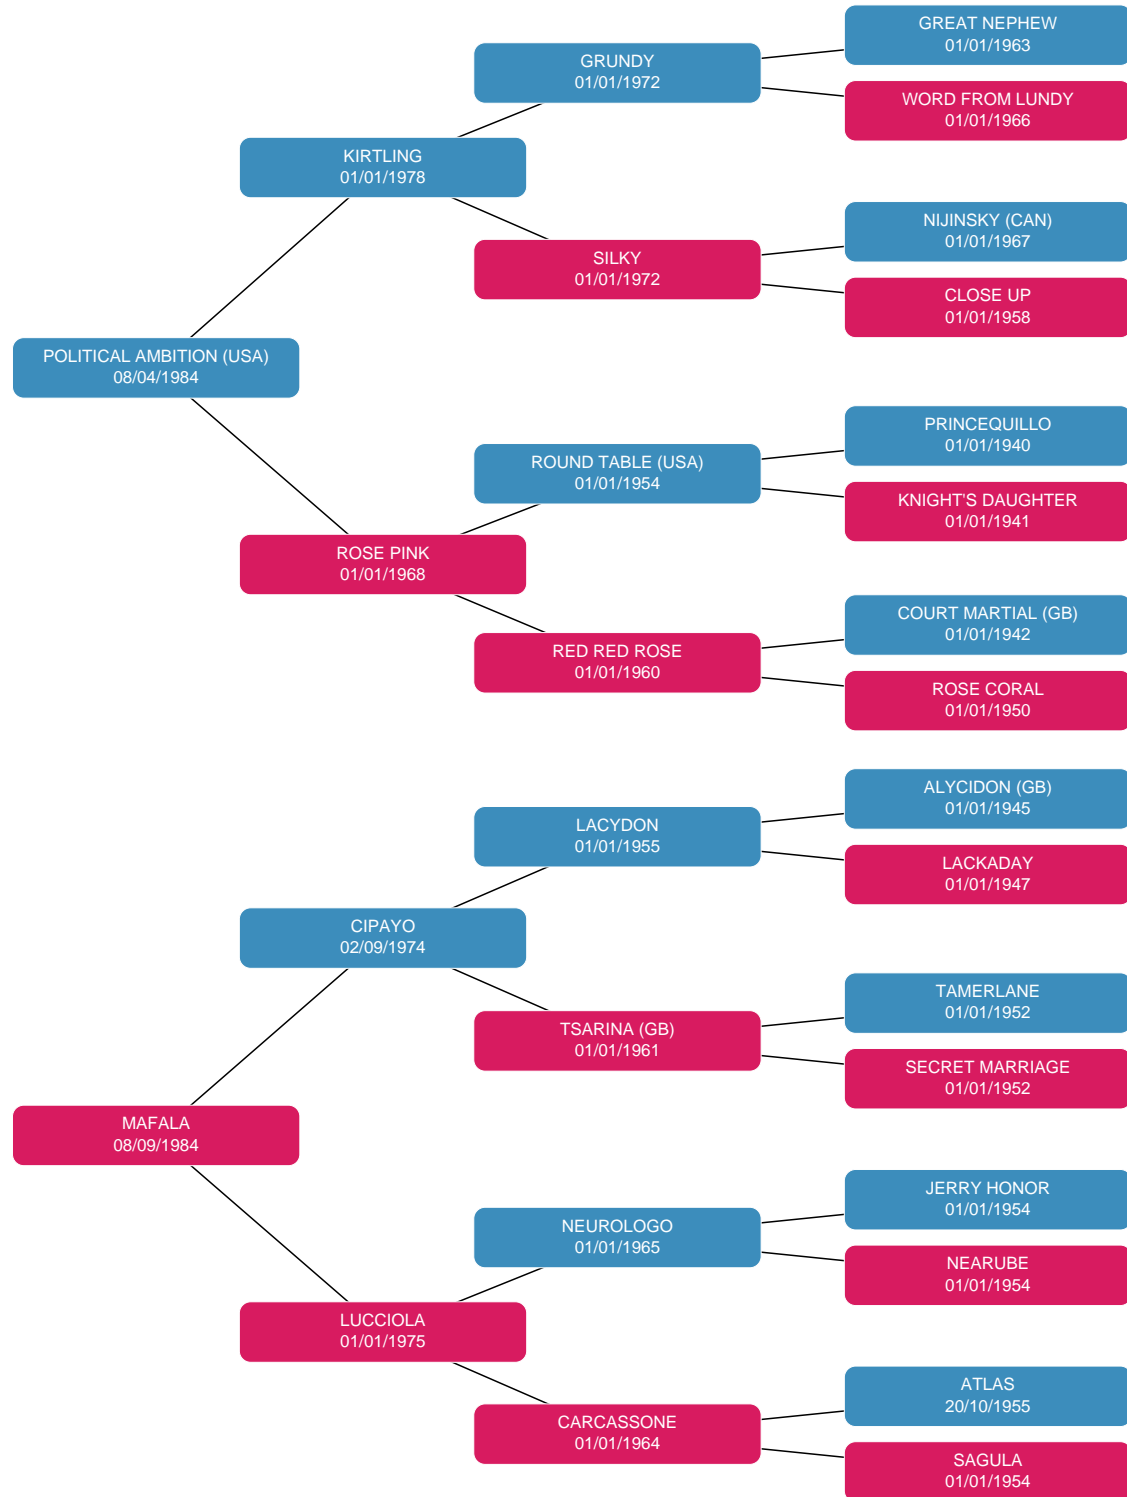 GREAT NEPHEW
01/01/1963
GRUNDY
01/01/1972
WORD FROM LUNDY
01/01/1966
KIRTLING
01/01/1978
NIJINSKY (CAN)
01/01/1967
SILKY
01/01/1972
CLOSE UP
01/01/1958
POLITICAL AMBITION (USA)
08/04/1984
PRINCEQUILLO
01/01/1940
ROUND TABLE (USA)
01/01/1954
KNIGHT'S DAUGHTER
01/01/1941
ROSE PINK
01/01/1968
COURT MARTIAL (GB)
01/01/1942
RED RED ROSE
01/01/1960
ROSE CORAL
01/01/1950
ALYCIDON (GB)
01/01/1945
LACYDON
01/01/1955
LACKADAY
01/01/1947
CIPAYO
02/09/1974
TAMERLANE
01/01/1952
TSARINA (GB)
01/01/1961
SECRET MARRIAGE
01/01/1952
MAFALA
08/09/1984
JERRY HONOR
01/01/1954
NEUROLOGO
01/01/1965
NEARUBE
01/01/1954
LUCCIOLA
01/01/1975
ATLAS
20/10/1955
CARCASSONE
01/01/1964
SAGULA
01/01/1954